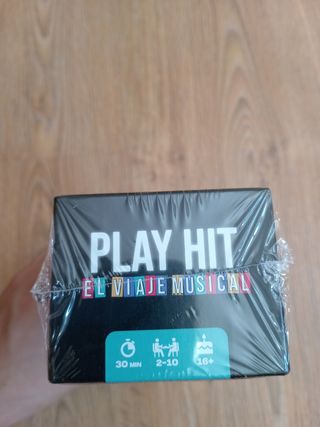 PLAY HIT
EL VIAJE MUSICAL
30 MIN 2-10 16+